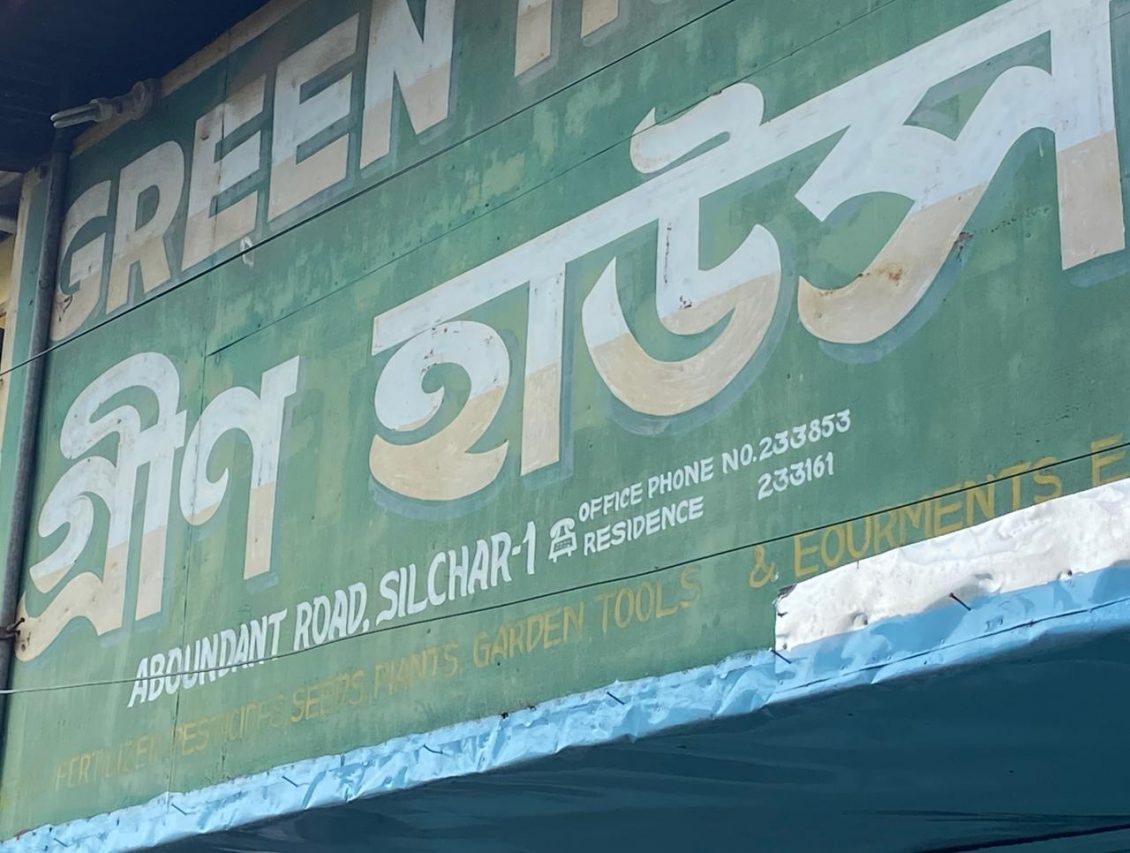 GREEN
গ্রীণ হাউস
ABOUNDANT ROAD, SILCHAR-1 ☎ OFFICE PHONE NO. 233853
RESIDENCE 233161
FERTILIZER, PESTICIDES, SEEDS, PLANTS, GARDEN TOOLS & EQURMENTS